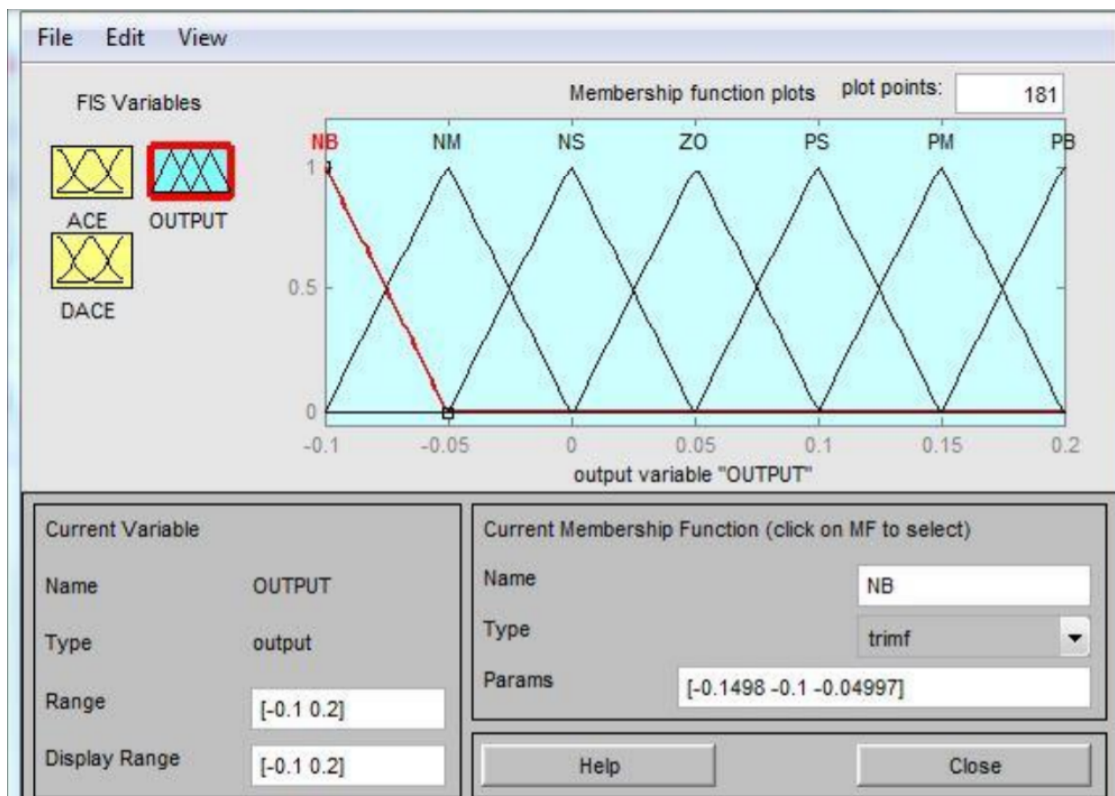 File Edit View
FIS Variables
Membership function plots plot points: 181
NB NM NS ZO PS PM PB
ACE OUTPUT
DACE
1
0.5
0
-0.1 -0.05 0 0.05 0.1 0.15 0.2
output variable "OUTPUT"
Current Variable
Name OUTPUT
Type output
Range [-0.1 0.2]
Display Range [-0.1 0.2]
Current Membership Function (click on MF to select)
Name NB
Type trimf
Params [-0.1498 -0.1 -0.04997]
Help Close